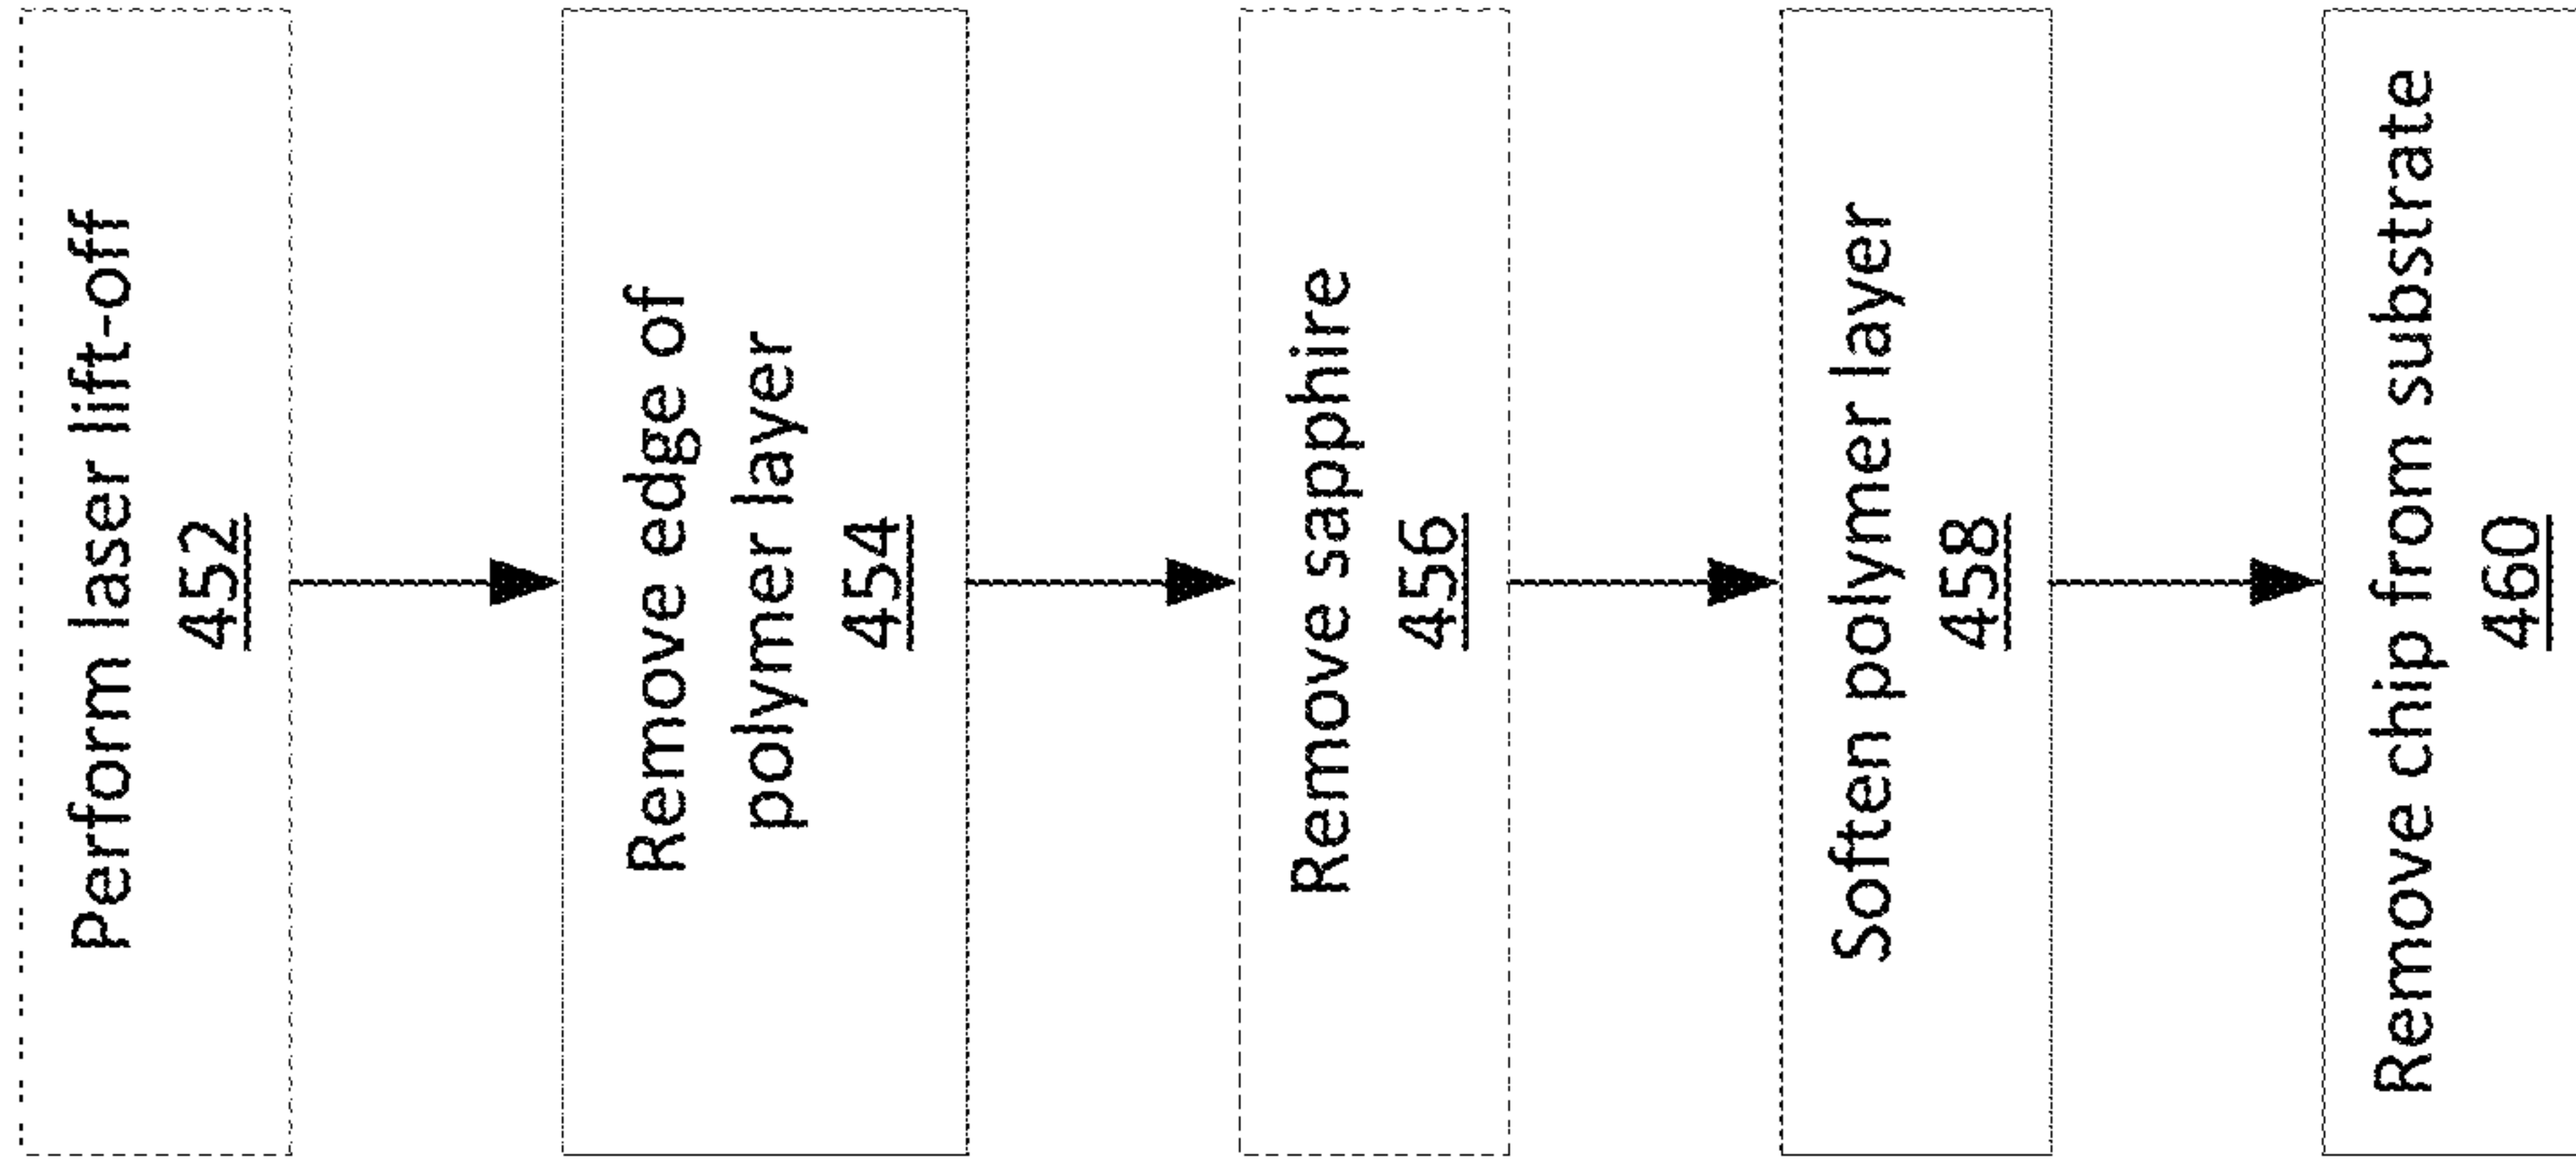 Perform laser lift-off
452
Remove edge of
polymer layer
454
Remove sapphire
456
Soften polymer layer
458
Remove chip from substrate
460